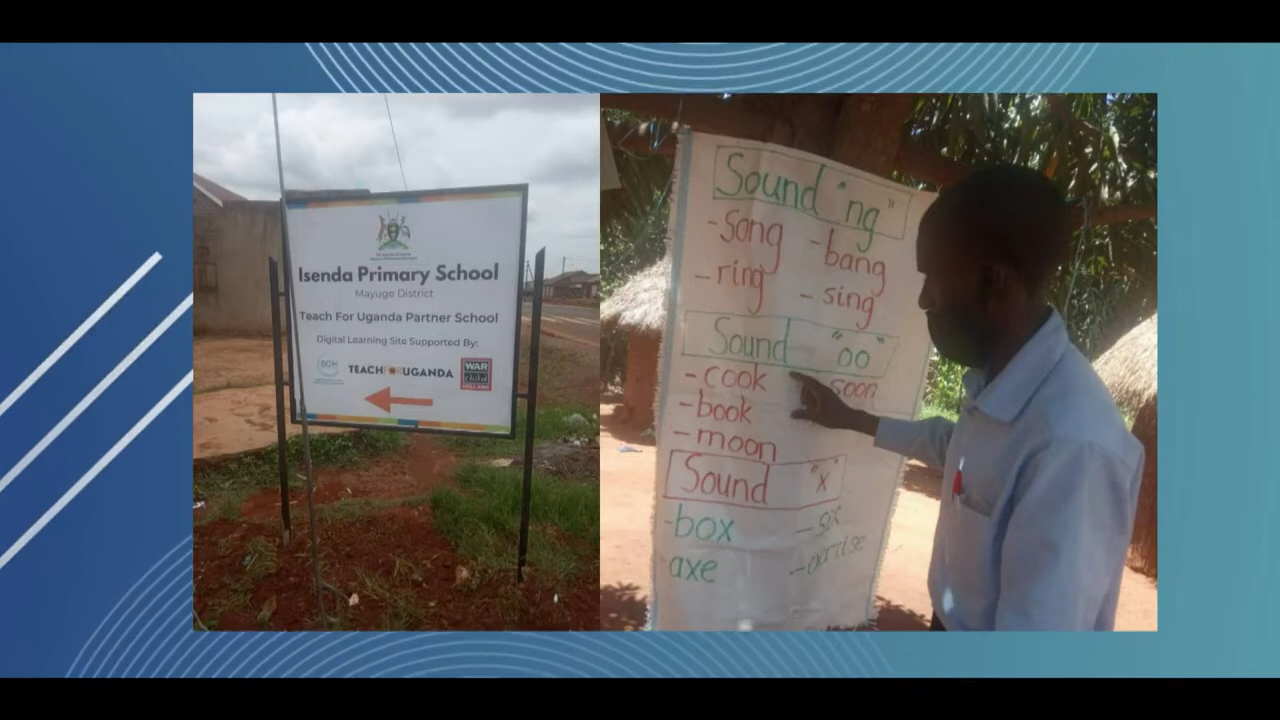 Isenda Primary School
Mayuge District
Teach For Uganda Partner School
Digital Learning Site Supported By:
TEACHFORUGANDA
WAR
child
HOLLAND
Sound "ng"
-Song -bang
-ring -sing
Sound "oo"
-cook soon
-book
-moon
Sound "x"
-box -six
axe